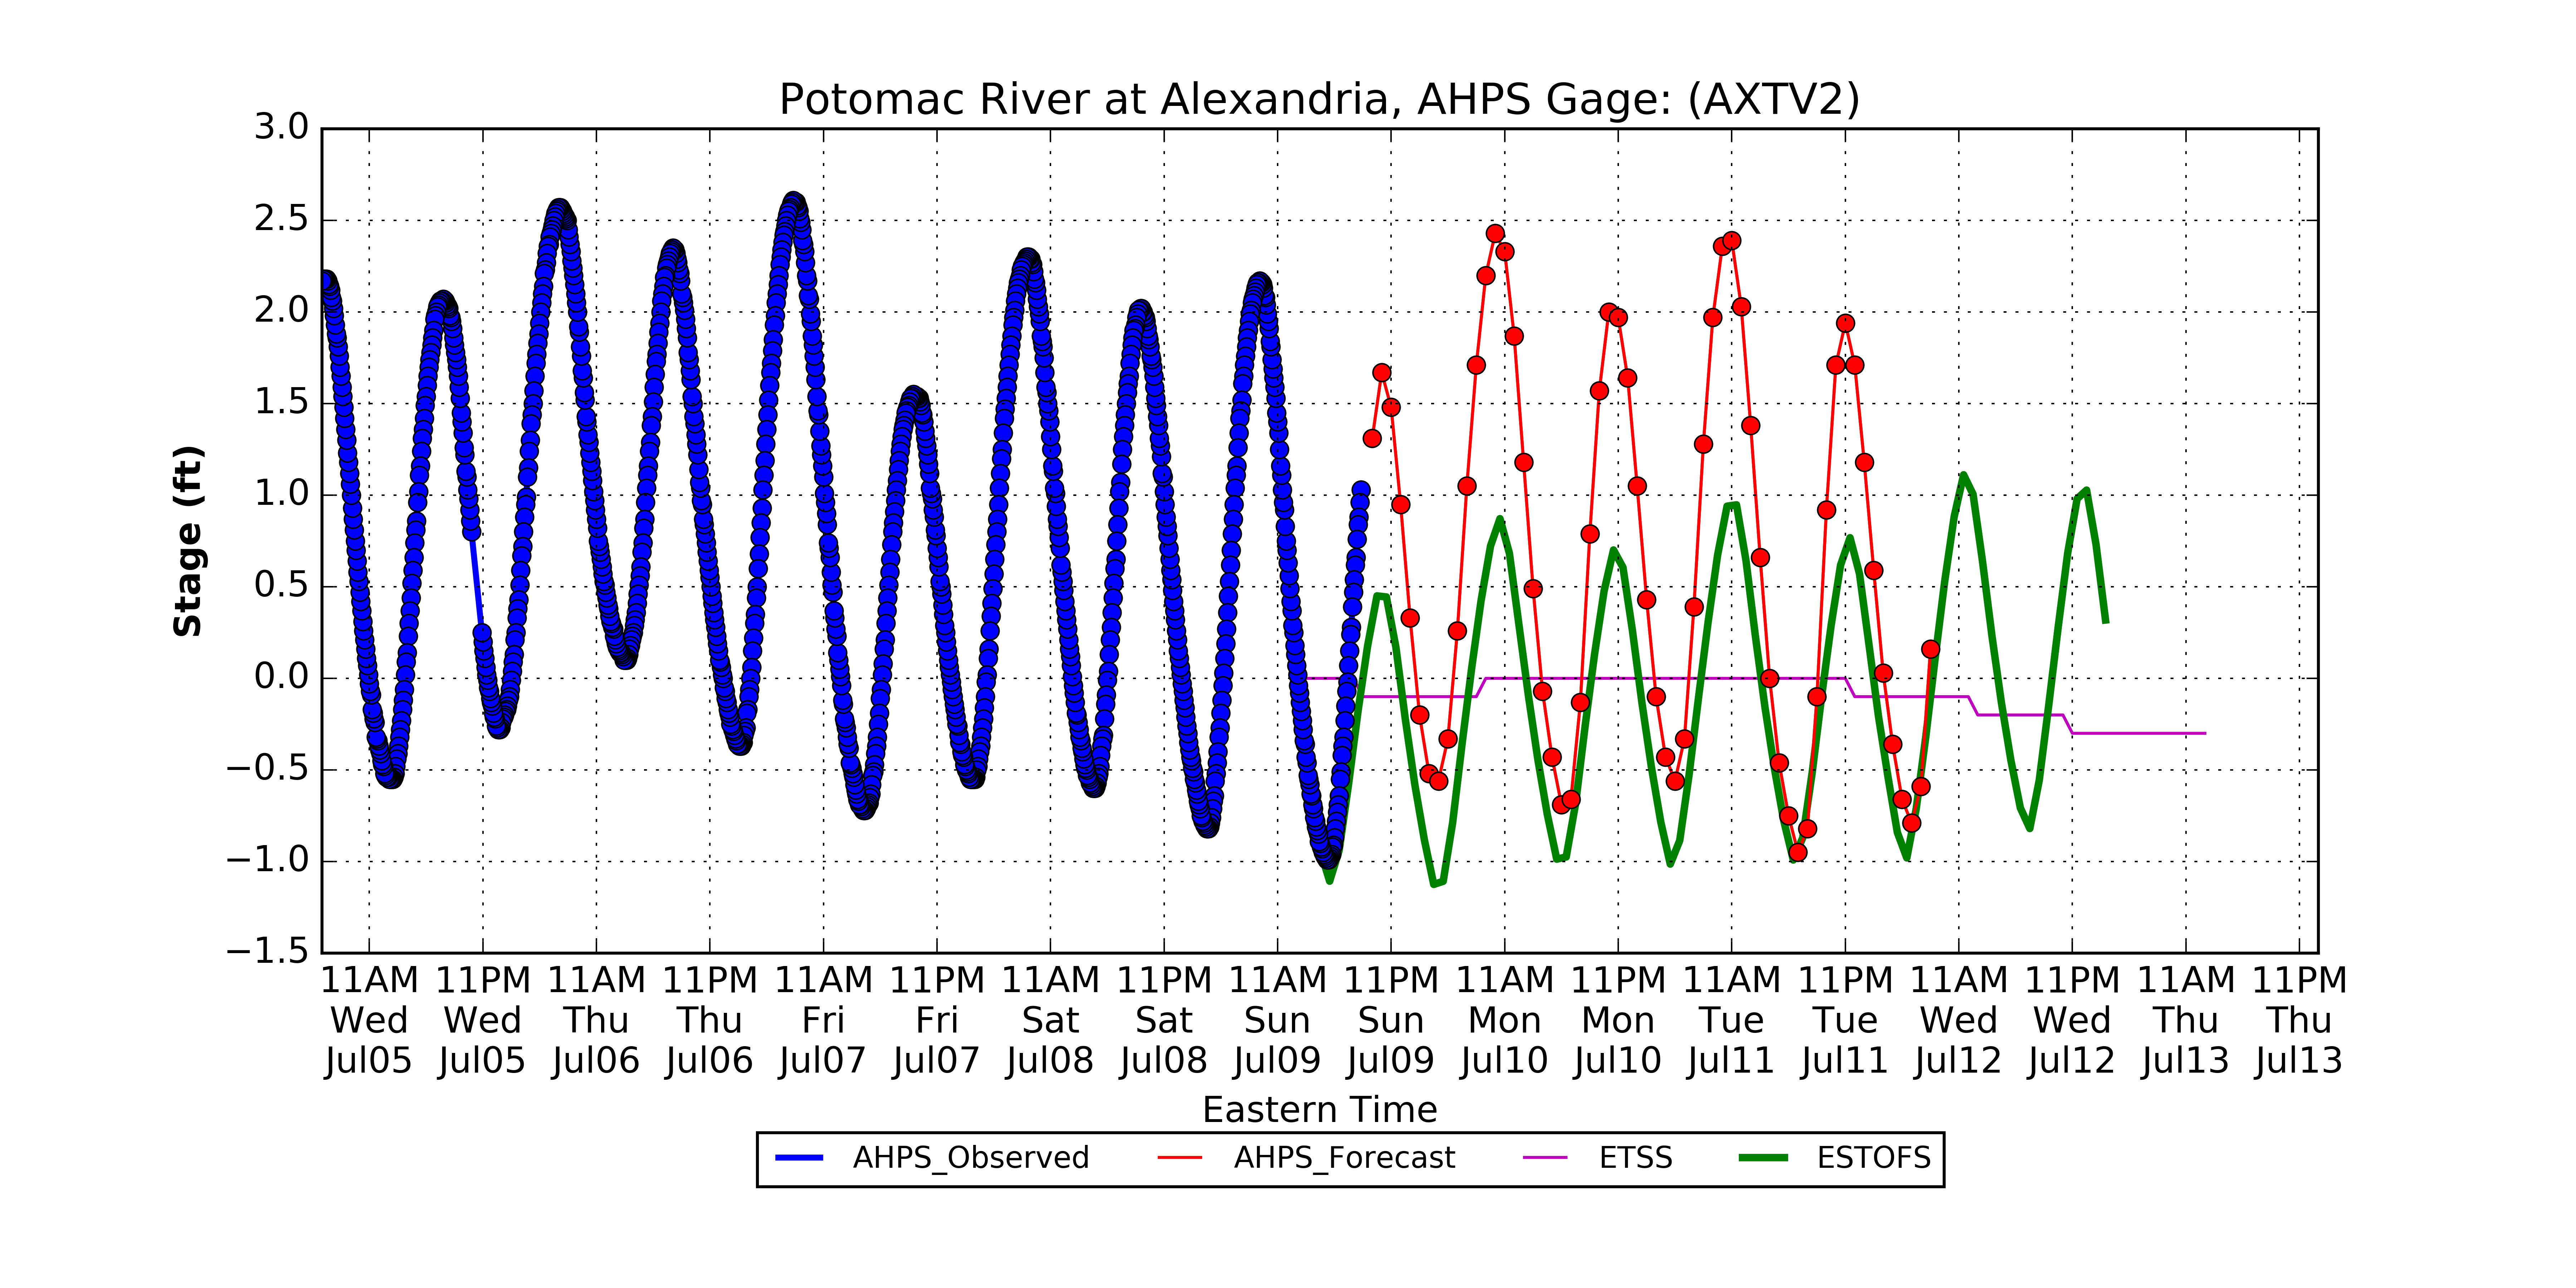 Potomac River at Alexandria, AHPS Gage: (AXTV2)
3.0
2.5
2.0
1.5
1.0
0.5
0.0
−0.5
−1.0
−1.5
Stage (ft)
11AM 11PM 11AM 11PM 11AM 11PM 11AM 11PM 11AM 11PM 11AM 11PM 11AM 11PM 11AM 11PM 11AM 11PM
Wed Wed Thu Thu Fri Fri Sat Sat Sun Sun Mon Mon Tue Tue Wed Wed Thu Thu
Jul05 Jul05 Jul06 Jul06 Jul07 Jul07 Jul08 Jul08 Jul09 Jul09 Jul10 Jul10 Jul11 Jul11 Jul12 Jul12 Jul13 Jul13
Eastern Time
AHPS_Observed AHPS_Forecast ETSS ESTOFS